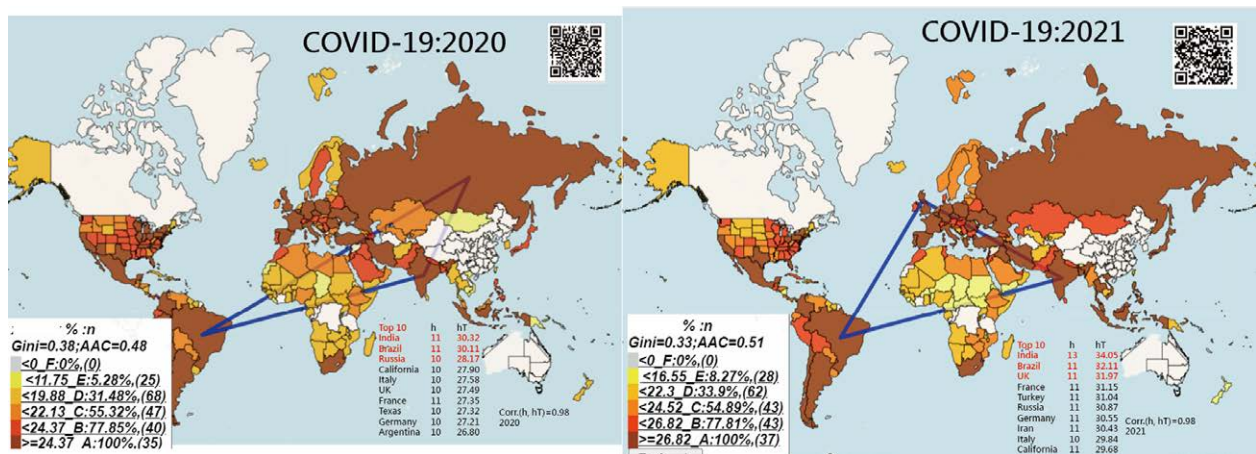 COVID-19:2020
% :n
Gini=0.38;AAC=0.48
<0_F:0%,(0)
<11.75_E:5.28%,(25)
<19.88_D:31.48%,(68)
<22.13_C:55.32%,(47)
<24.37_B:77.85%,(40)
>=24.37_A:100%,(35)
Top 10 h hT
India 11 30.32
Brazil 11 30.11
Russia 10 28.17
California 10 27.90
Italy 10 27.58
UK 10 27.49
France 11 27.35
Texas 10 27.32
Germany 10 27.21
Argentina 10 26.80
Corr.(h, hT)=0.98
2020
COVID-19:2021
% :n
Gini=0.33;AAC=0.51
<0_F:0%,(0)
<16.55_E:8.27%,(28)
<22.3_D:33.9%,(62)
<24.52_C:54.89%,(43)
<26.82_B:77.81%,(43)
>=26.82_A:100%,(37)
Top 10 h hT
India 13 34.05
Brazil 11 32.11
UK 11 31.97
France 11 31.15
Turkey 11 31.04
Russia 11 30.87
Germany 11 30.55
Iran 11 30.43
Italy 10 29.84
California 11 29.68
Corr.(h, hT)=0.98
2021